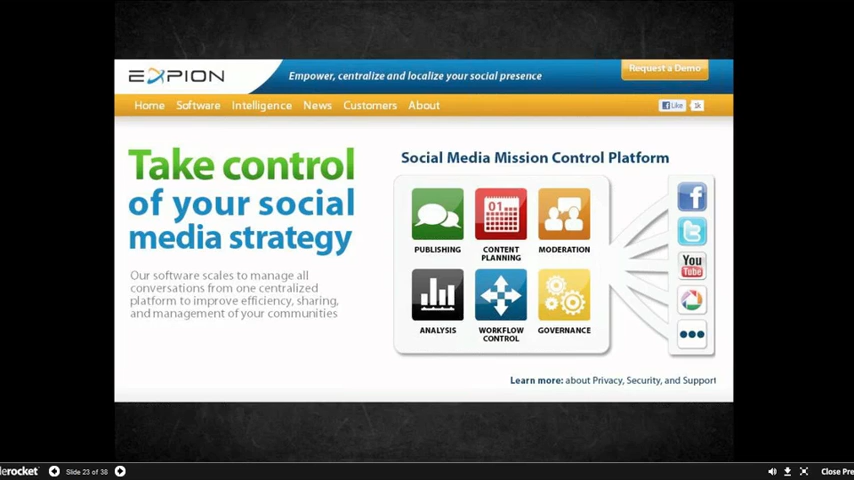 EXPION
Empower, centralize and localize your social presence
Request a Demo
Home Software Intelligence News Customers About
Like 1k
Take control
of your social
media strategy
Our software scales to manage all
conversations from one centralized
platform to improve efficiency, sharing,
and management of your communities
Social Media Mission Control Platform
01
PUBLISHING
CONTENT
PLANNING
MODERATION
ANALYSIS
WORKFLOW
CONTROL
GOVERNANCE
f
t
You
Tube
Learn more: about Privacy, Security, and Support
lerocket
Slide 23 of 38
Close Pre